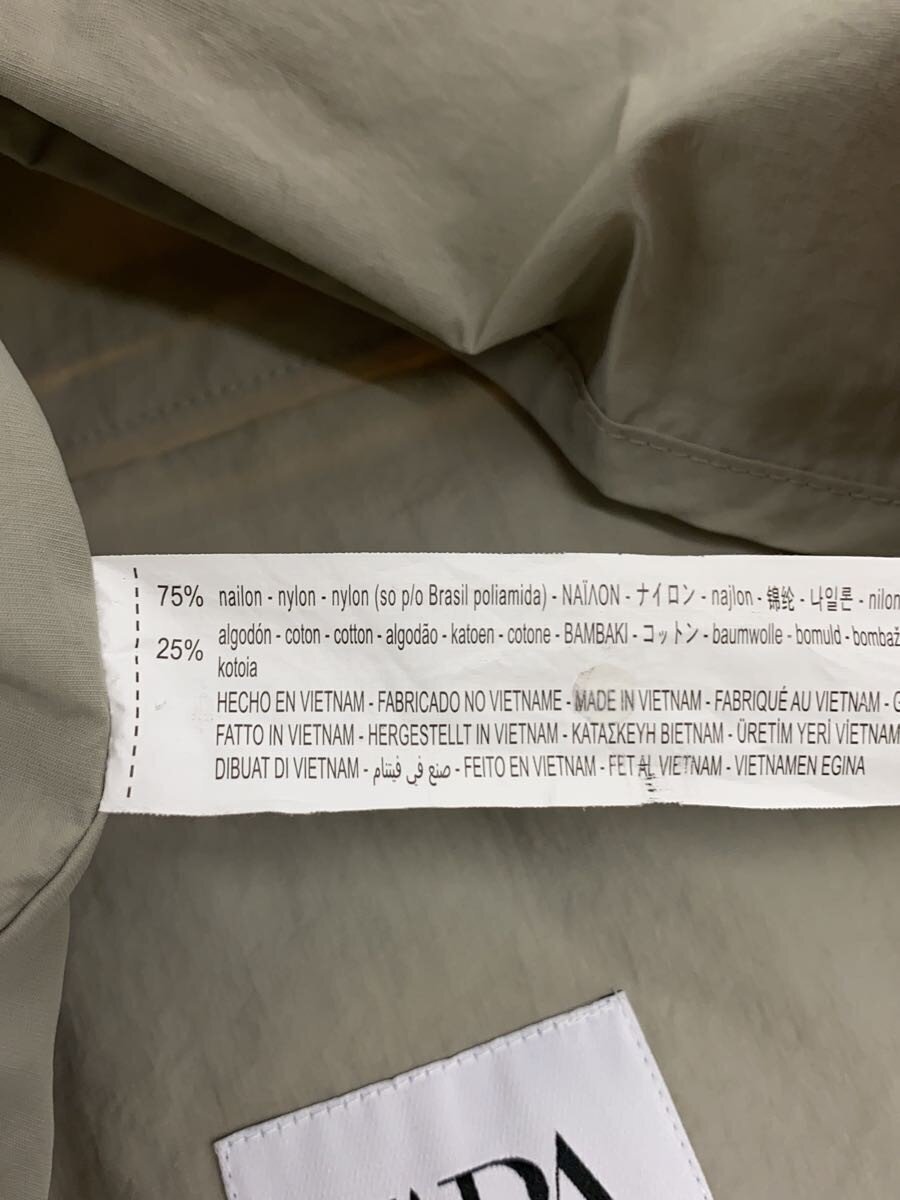 75% nailon - nylon - nylon (so p/o Brasil poliamida) - ΝΑΪΛΟΝ - ナイロン - najlon - 锦纶 - 나일론 - nilon
25% algodón - coton - cotton - algodão - katoen - cotone - ΒΑΜΒΑΚΙ - コットン - baumwolle - bomuld - bombaž
kotoia
HECHO EN VIETNAM - FABRICADO NO VIETNAME - MADE IN VIETNAM - FABRIQUÉ AU VIETNAM -
FATTO IN VIETNAM - HERGESTELLT IN VIETNAM - ΚΑΤΑΣΚΕΥΗ ΒΙΕΤΝΑΜ - ÜRETİM YERİ VİETNAM
DIBUAT DI VIETNAM - صنع في فيتنام - FEITO EN VIETNAM - FET AL VIETNAM - VIETNAMEN EGINA